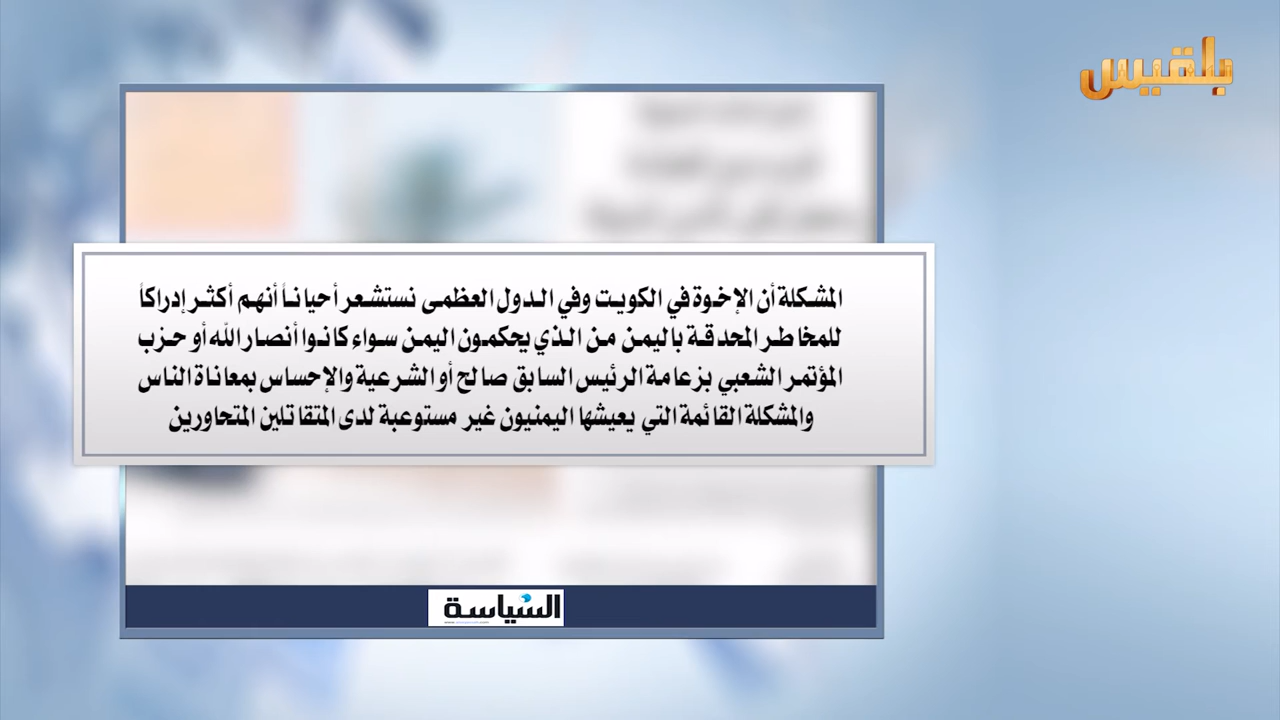 بلقيس
المشكلة أن الإخوة في الكويت وفي الدول العظمى نستشعر أحياناً أنهم أكثر إدراكاً
للمخاطر المحدقة باليمن من الذي يحكمون اليمن سواء كانوا أنصار الله أو حزب
المؤتمر الشعبي بزعامة الرئيس السابق صالح أو الشرعية والإحساس بمعاناة الناس
والمشكلة القائمة التي يعيشها اليمنيون غير مستوعبة لدى المتقاتلين المتحاورين
السياسة